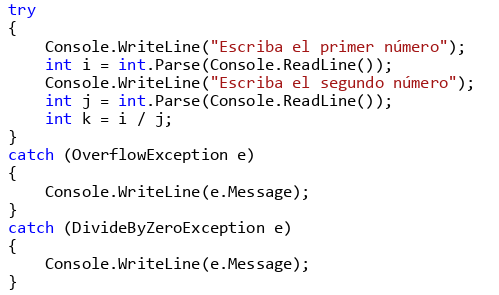 try
{
    Console.WriteLine("Escriba el primer número");
    int i = int.Parse(Console.ReadLine());
    Console.WriteLine("Escriba el segundo número");
    int j = int.Parse(Console.ReadLine());
    int k = i / j;
}
catch (OverflowException e)
{
    Console.WriteLine(e.Message);
}
catch (DivideByZeroException e)
{
    Console.WriteLine(e.Message);
}